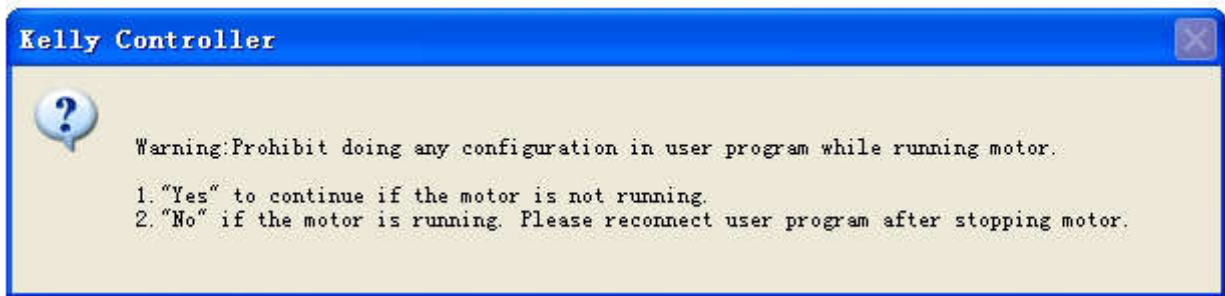 Kelly Controller
?
Warning:Prohibit doing any configuration in user program while running motor.
1."Yes" to continue if the motor is not running.
2."No" if the motor is running. Please reconnect user program after stopping motor.